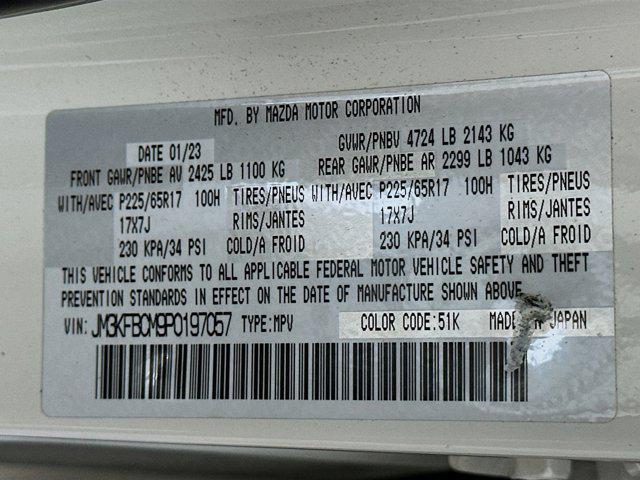 MFD. BY MAZDA MOTOR CORPORATION
DATE 01/23 GVWR/PNBV 4724 LB 2143 KG
FRONT GAWR/PNBE AV 2425 LB 1100 KG REAR GAWR/PNBE AR 2299 LB 1043 KG
WITH/AVEC P225/65R17 100H TIRES/PNEUS WITH/AVEC P225/65R17 100H TIRES/PNEUS
17X7J RIMS/JANTES 17X7J RIMS/JANTES
230 KPA/34 PSI COLD/A FROID 230 KPA/34 PSI COLD/A FROID
THIS VEHICLE CONFORMS TO ALL APPLICABLE FEDERAL MOTOR VEHICLE SAFETY AND THEFT
PREVENTION STANDARDS IN EFFECT ON THE DATE OF MANUFACTURE SHOWN ABOVE.
VIN: JM3KFBCM9P0197057 TYPE:MPV COLOR CODE:51K MADE IN JAPAN